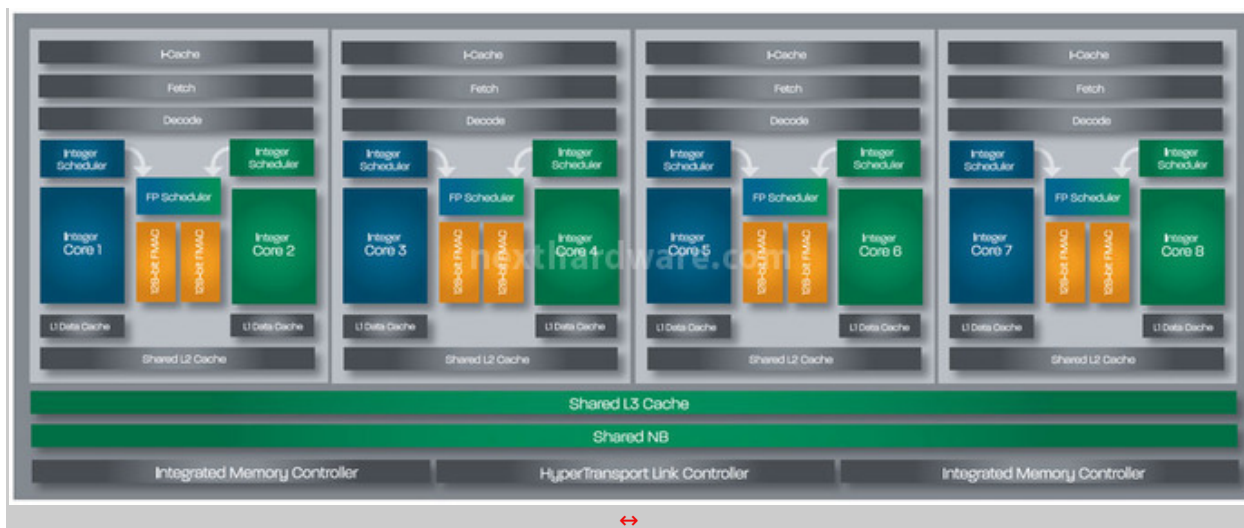 I-Cache
Fetch
Decode
Integer Scheduler
Integer Scheduler
FP Scheduler
Integer Core 1
128-bit FMAC
128-bit FMAC
Integer Core 2
L1 Data Cache
L1 Data Cache
Shared L2 Cache
I-Cache
Fetch
Decode
Integer Scheduler
Integer Scheduler
FP Scheduler
Integer Core 3
128-bit FMAC
128-bit FMAC
Integer Core 4
L1 Data Cache
L1 Data Cache
Shared L2 Cache
I-Cache
Fetch
Decode
Integer Scheduler
Integer Scheduler
FP Scheduler
Integer Core 5
128-bit FMAC
128-bit FMAC
Integer Core 6
L1 Data Cache
L1 Data Cache
Shared L2 Cache
I-Cache
Fetch
Decode
Integer Scheduler
Integer Scheduler
FP Scheduler
Integer Core 7
128-bit FMAC
128-bit FMAC
Integer Core 8
L1 Data Cache
L1 Data Cache
Shared L2 Cache
nexthardware.com
Shared L3 Cache
Shared NB
Integrated Memory Controller
HyperTransport Link Controller
Integrated Memory Controller